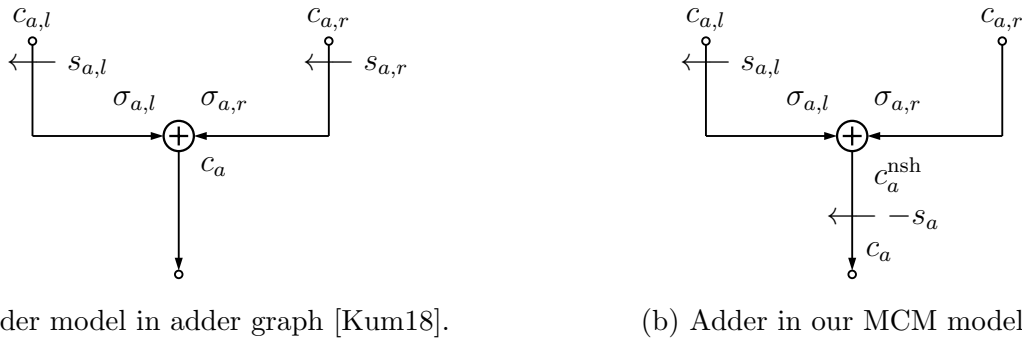 c_{a,l} c_{a,r} c_{a,l} c_{a,r}
s_{a,l} s_{a,r} s_{a,l}
σ_{a,l} σ_{a,r} σ_{a,l} σ_{a,r}
+ +
c_a c_a^{nsh}
−s_a
c_a
der model in adder graph [Kum18]. (b) Adder in our MCM model